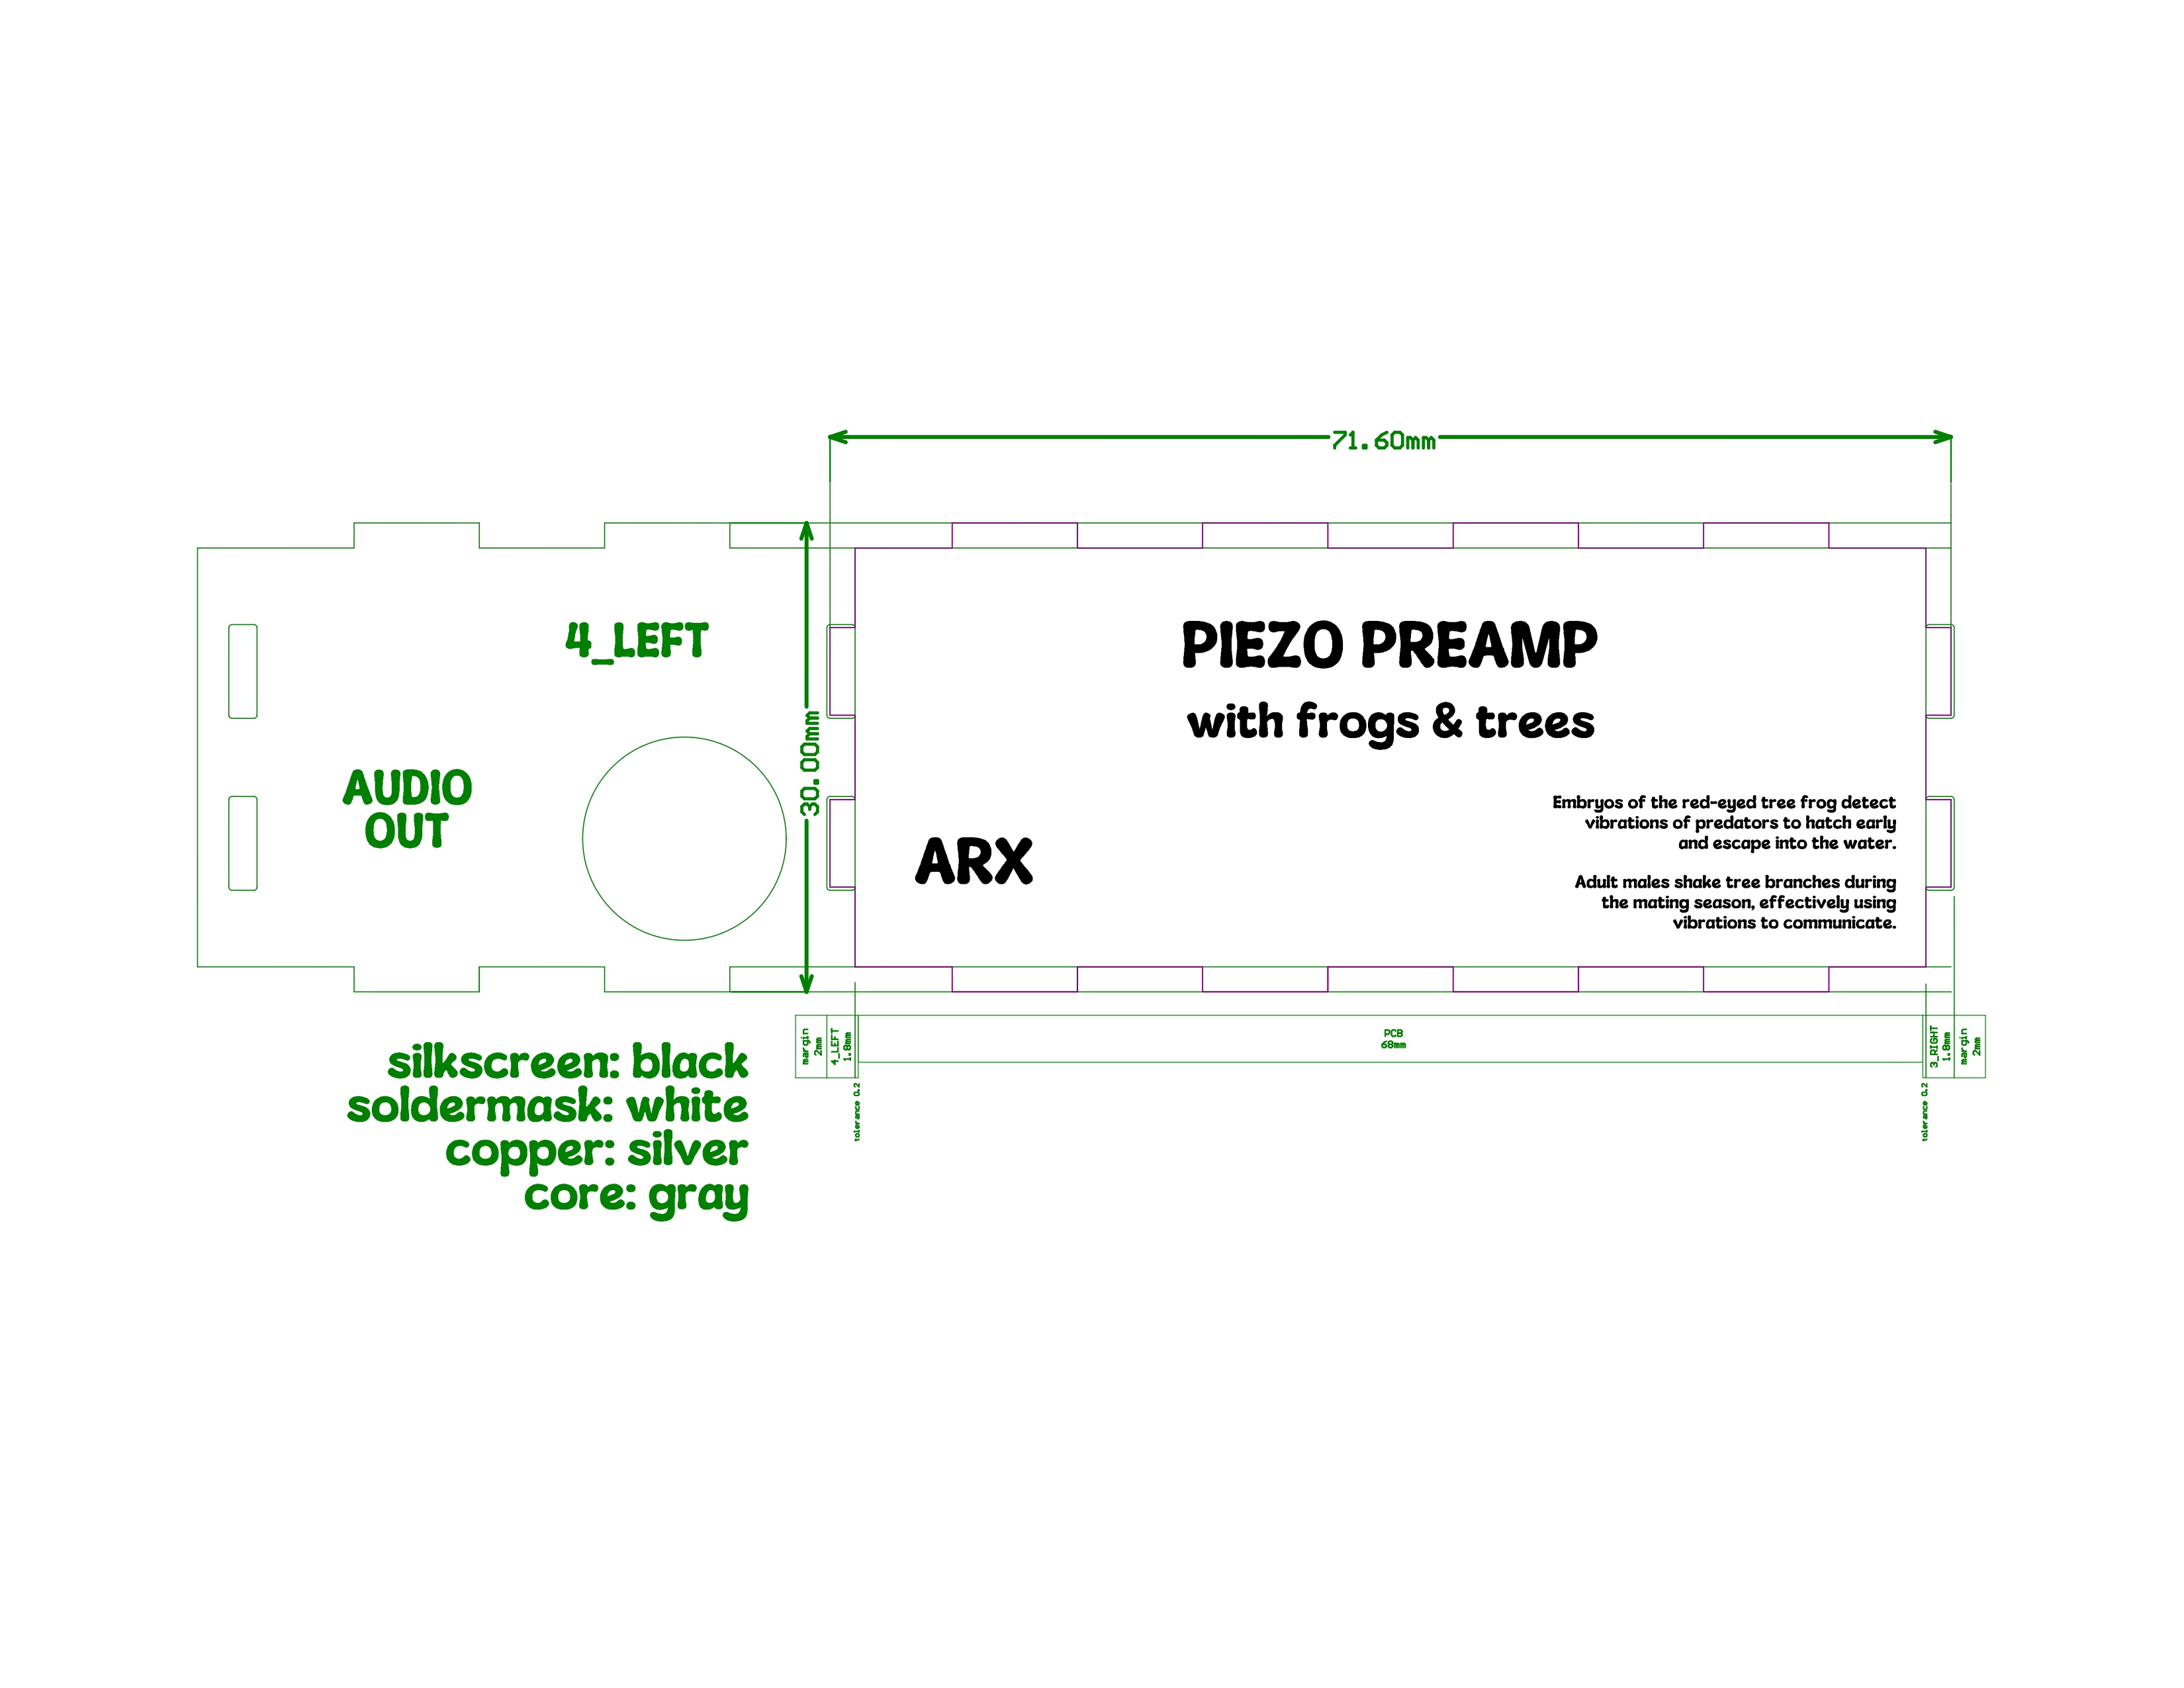 71.60mm
4_LEFT
PIEZO PREAMP
with frogs & trees
30.00mm
AUDIO
OUT
ARX
Embryos of the red-eyed tree frog detect
vibrations of predators to hatch early
and escape into the water.
Adult males shake tree branches during
the mating season, effectively using
vibrations to communicate.
margin
2mm
4_LEFT
1.8mm
PCB
68mm
3_RIGHT
1.8mm
margin
2mm
tolerance 0.2
tolerance 0.2
silkscreen: black
soldermask: white
copper: silver
core: gray